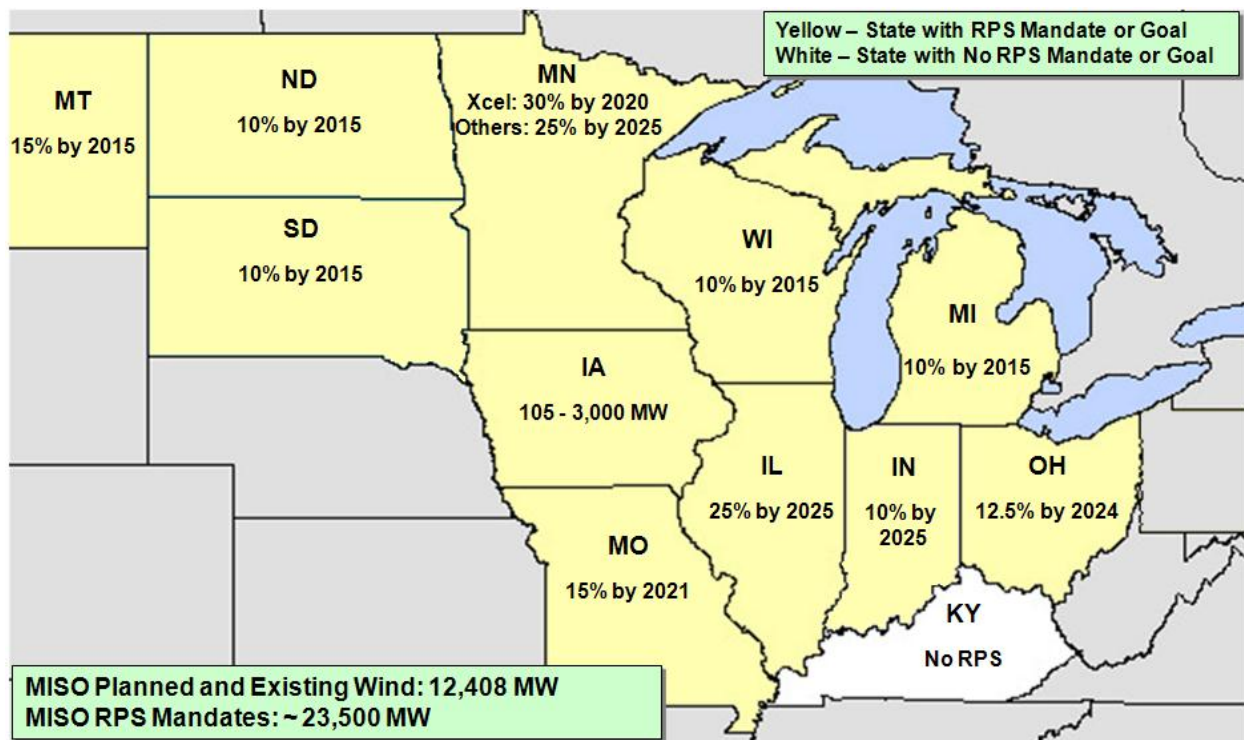 Yellow – State with RPS Mandate or Goal
White – State with No RPS Mandate or Goal
MT
15% by 2015
ND
10% by 2015
MN
Xcel: 30% by 2020
Others: 25% by 2025
SD
10% by 2015
WI
10% by 2015
MI
10% by 2015
IA
105 - 3,000 MW
IL
25% by 2025
IN
10% by
2025
OH
12.5% by 2024
MO
15% by 2021
KY
No RPS
MISO Planned and Existing Wind: 12,408 MW
MISO RPS Mandates: ~ 23,500 MW